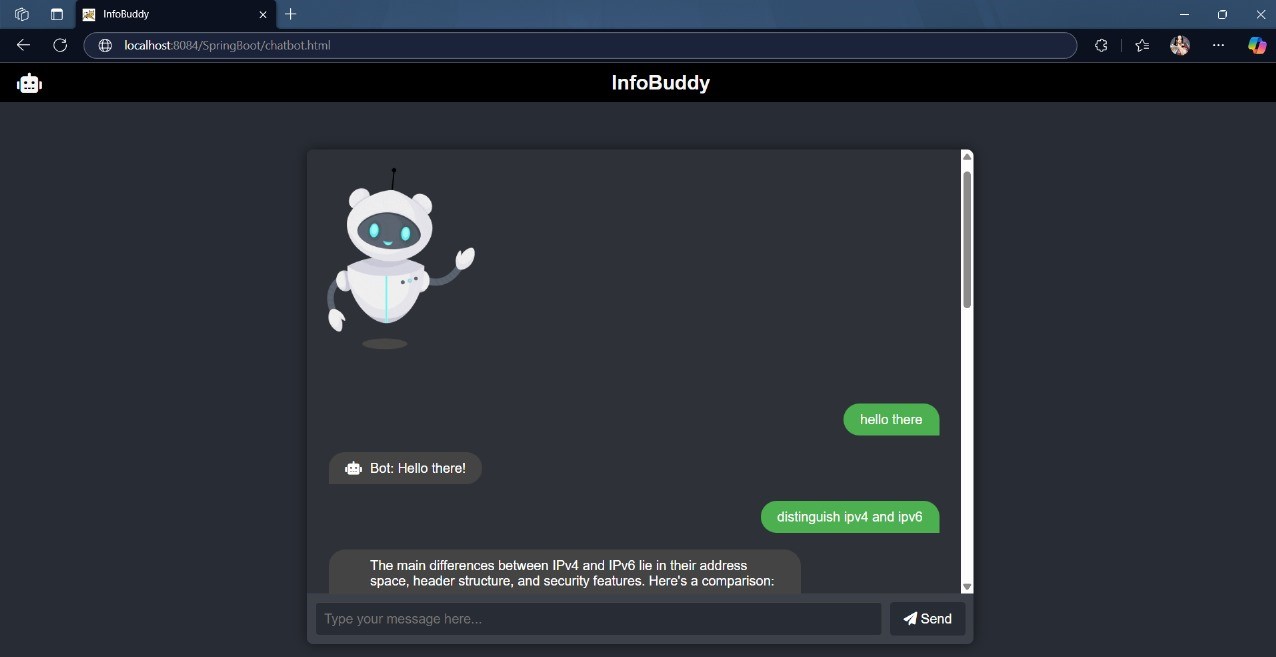 InfoBuddy
localhost:8084/SpringBoot/chatbot.html
InfoBuddy
hello there
Bot: Hello there!
distinguish ipv4 and ipv6
The main differences between IPv4 and IPv6 lie in their address
space, header structure, and security features. Here's a comparison:
Type your message here...
Send